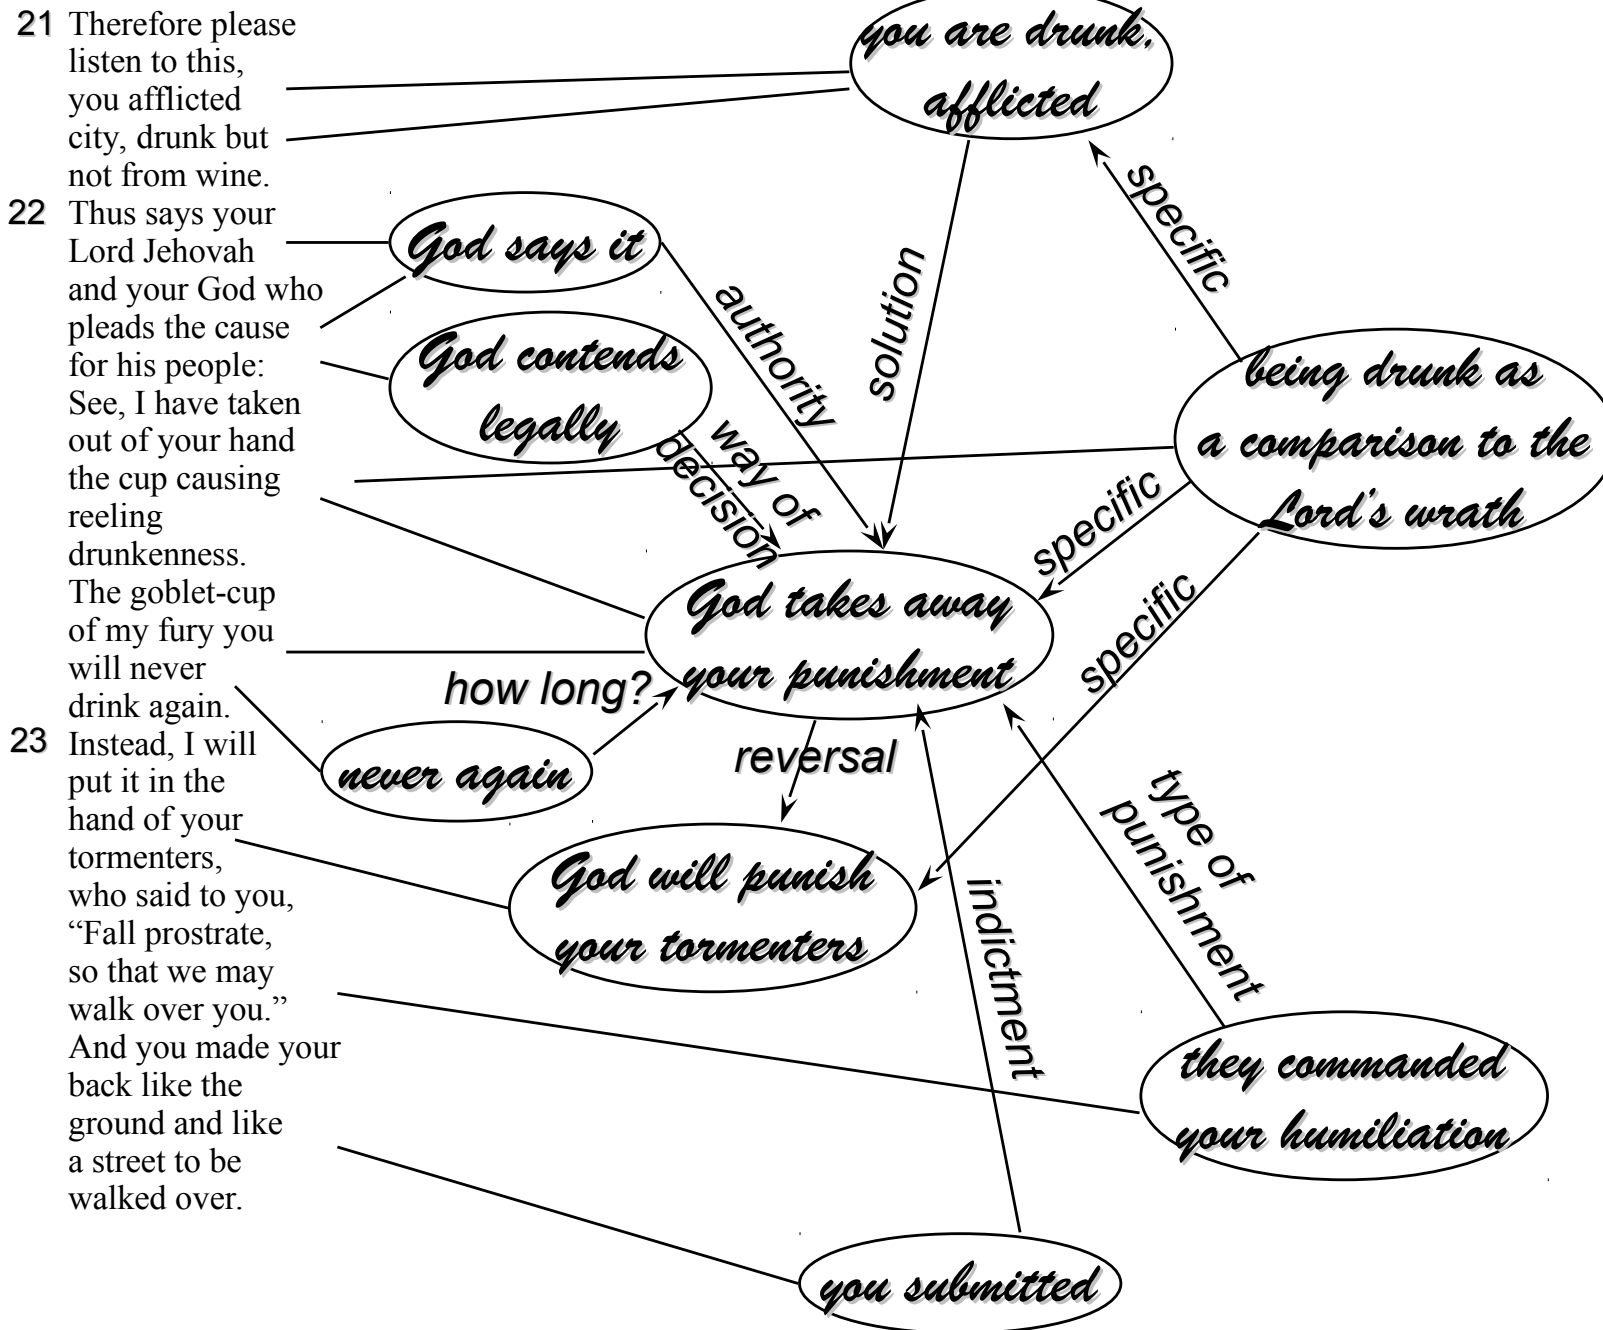 21 Therefore please
listen to this,
you afflicted
city, drunk but
not from wine.
22 Thus says your
Lord Jehovah
and your God who
pleads the cause
for his people:
See, I have taken
out of your hand
the cup causing
reeling
drunkenness.
The goblet-cup
of my fury you
will never
drink again.
23 Instead, I will
put it in the
hand of your
tormenters,
who said to you,
“Fall prostrate,
so that we may
walk over you.”
And you made your
back like the
ground and like
a street to be
walked over.
you are drunk,
afflicted
specific
God says it
authority
solution
God contends
legally
way of
decision
being drunk as
a comparison to the
Lord's wrath
specific
specific
God takes away
your punishment
how long?
never again
reversal
God will punish
your tormenters
indictment
type of
punishment
they commanded
your humiliation
you submitted